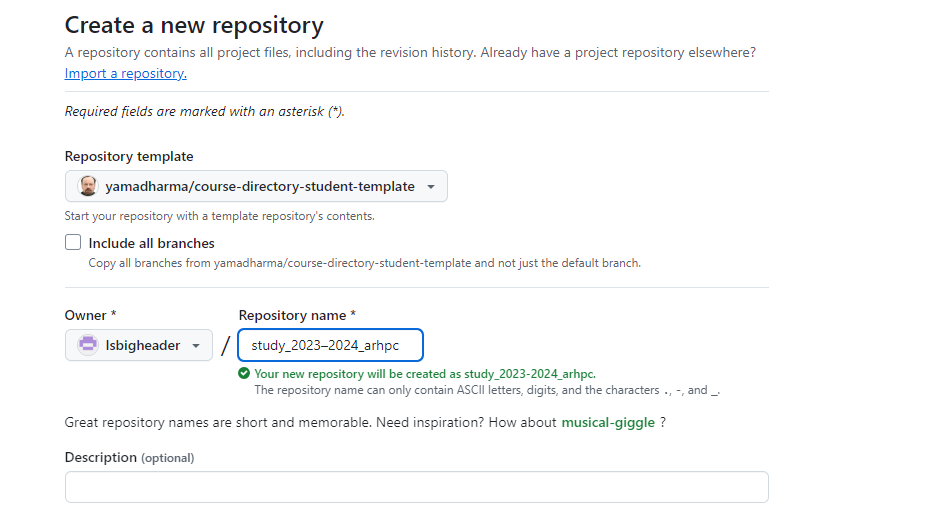 Create a new repository
A repository contains all project files, including the revision history. Already have a project repository elsewhere?
Import a repository.
Required fields are marked with an asterisk (*).
Repository template
yamadharma/course-directory-student-template
Start your repository with a template repository's contents.
Include all branches
Copy all branches from yamadharma/course-directory-student-template and not just the default branch.
Owner * Repository name *
lsbigheader / study_2023–2024_arhpc
Your new repository will be created as study_2023-2024_arhpc.
The repository name can only contain ASCII letters, digits, and the characters ., -, and _.
Great repository names are short and memorable. Need inspiration? How about musical-giggle ?
Description (optional)